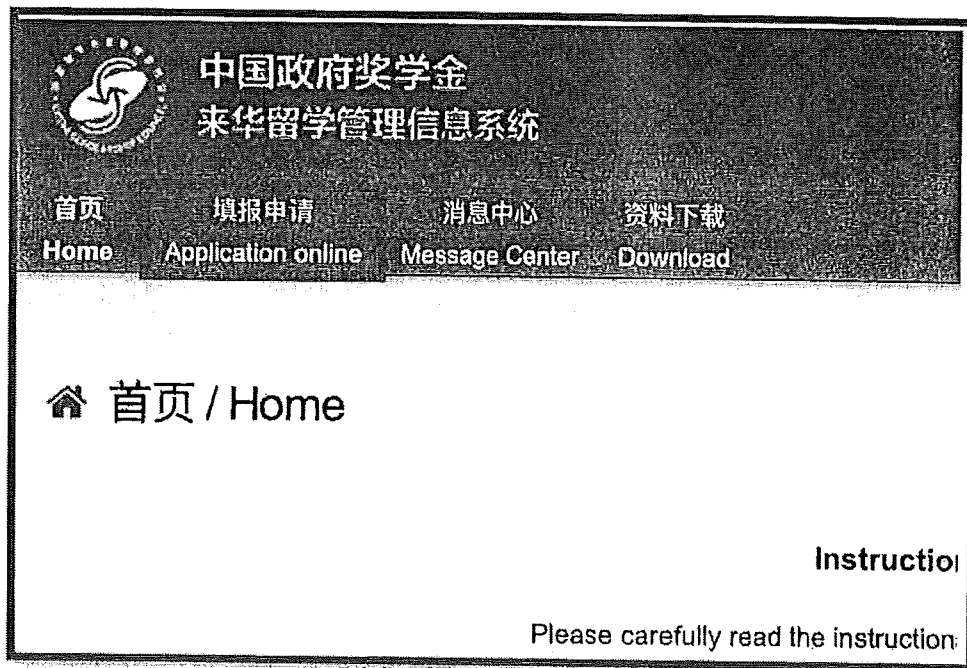 中国政府奖学金
来华留学管理信息系统
首页 填报申请 消息中心 资料下载
Home Application online Message Center Download
首页 / Home
Instructio
Please carefully read the instruction